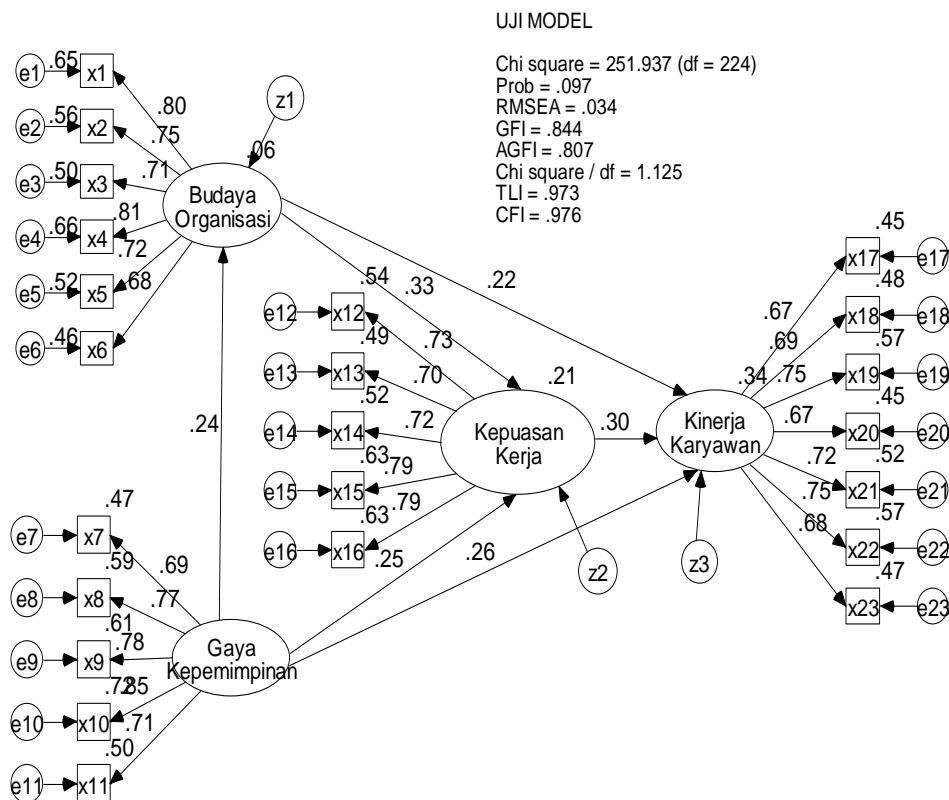 UJI MODEL
Chi square = 251.937 (df = 224)
Prob = .097
RMSEA = .034
GFI = .844
AGFI = .807
Chi square / df = 1.125
TLI = .973
CFI = .976
e1
.65
x1
.80
z1
e2
.56
x2
.75
.06
e3
.50
x3
.71
Budaya
Organisasi
e4
.66
x4
.81
e5
.52
x5
.72
e6
.46
x6
.68
.24
.33
.22
e12
.54
x12
.73
e13
.49
x13
.70
e14
.52
x14
.72
e15
.63
x15
.79
e16
.63
x16
.79
.21
Kepuasan
Kerja
.30
.25
.26
z2
z3
.34
Kinerja
Karyawan
.67
x17
.45
e17
.69
x18
.48
e18
.75
x19
.57
e19
.67
x20
.45
e20
.72
x21
.52
e21
.75
x22
.57
e22
.68
x23
.47
e23
e7
.47
x7
.69
e8
.59
x8
.77
e9
.61
x9
.78
Gaya
Kepemimpinan
e10
.72
x10
.85
e11
.50
x11
.71